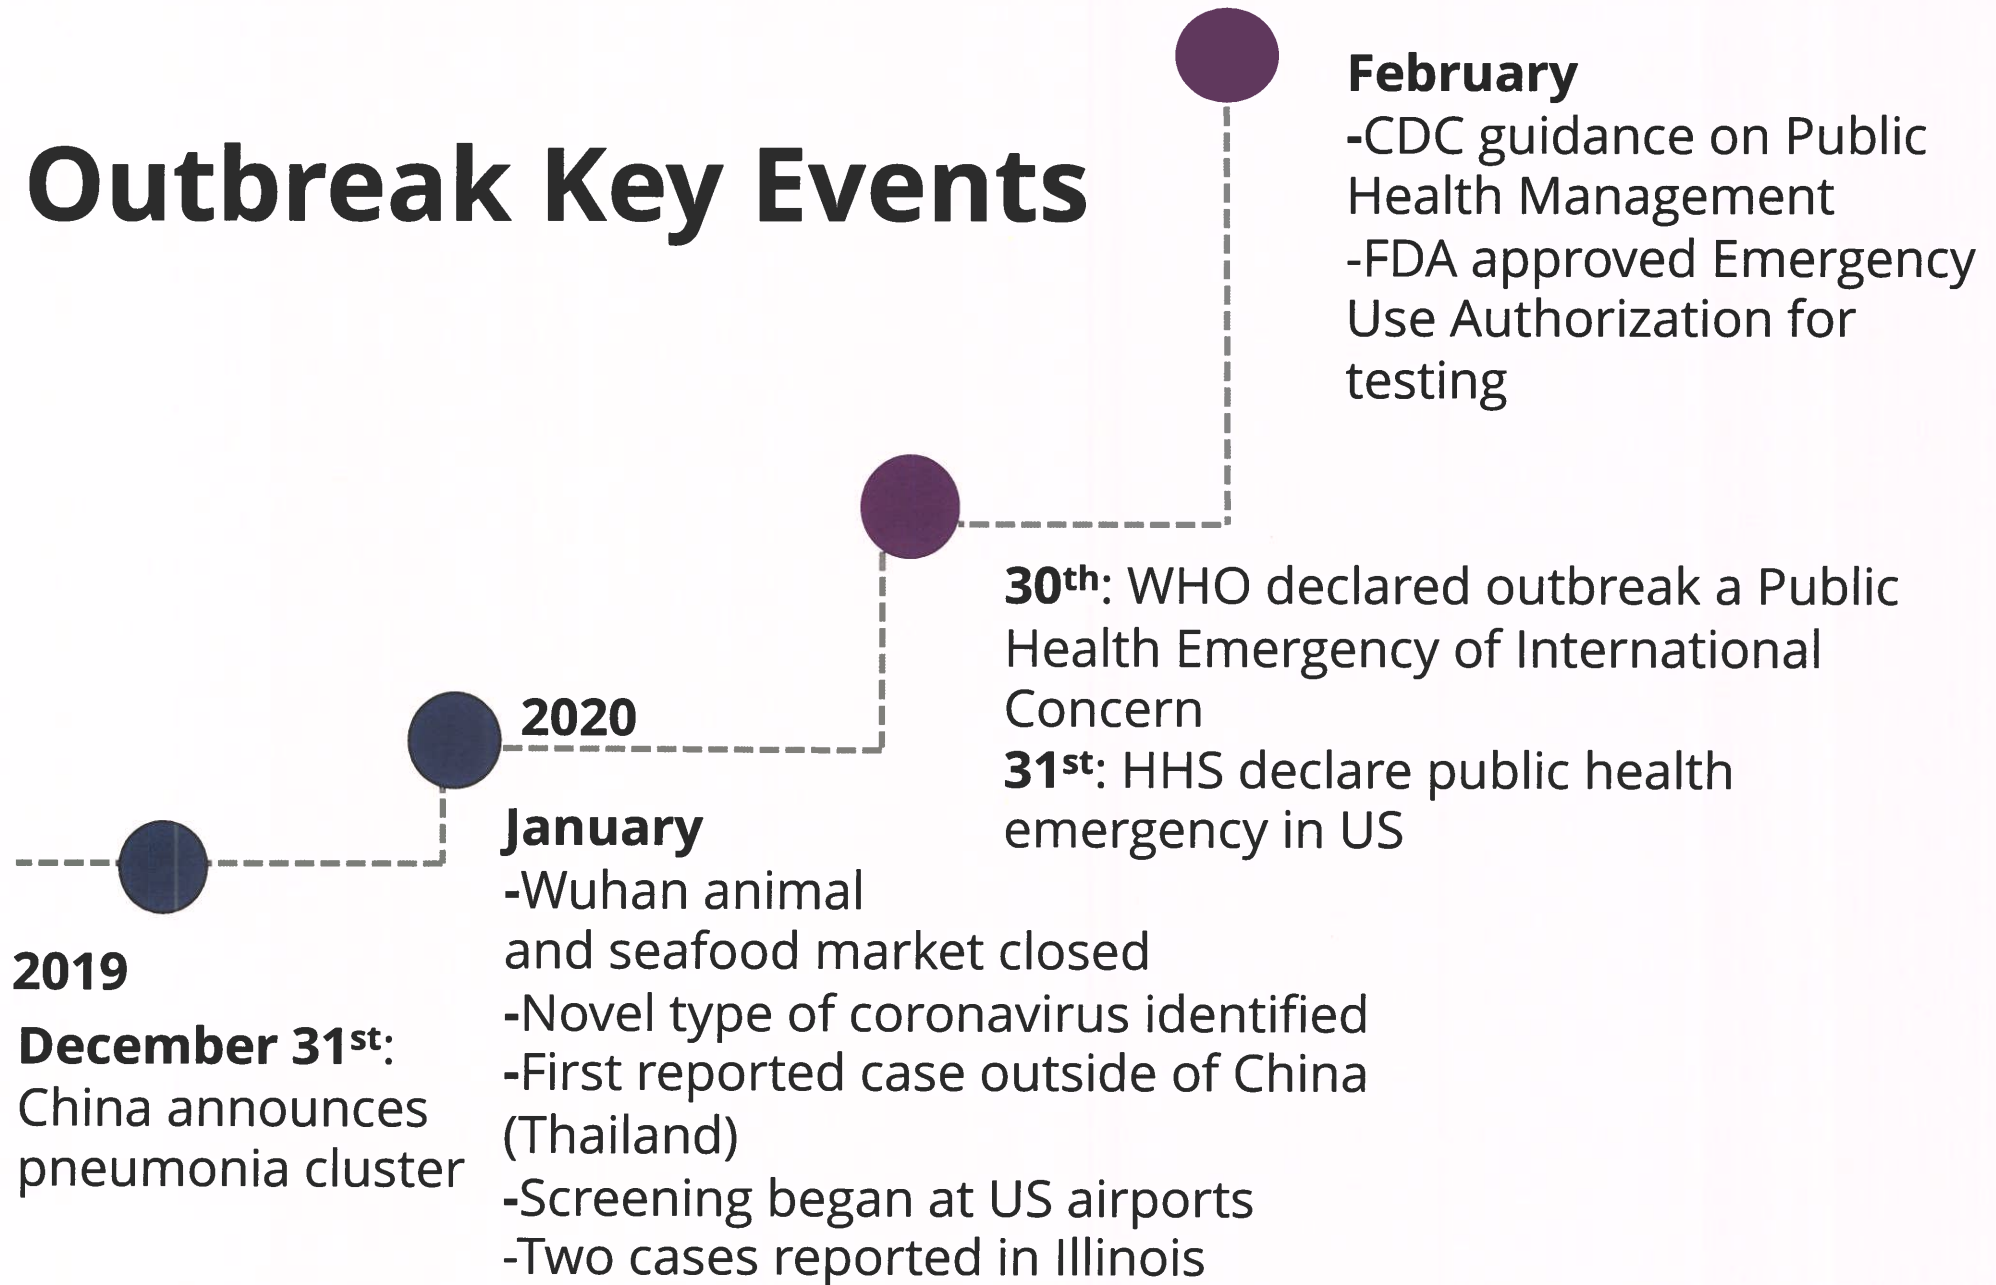 Outbreak Key Events
2019
December 31st:
China announces
pneumonia cluster
2020
January
-Wuhan animal
and seafood market closed
-Novel type of coronavirus identified
-First reported case outside of China
(Thailand)
-Screening began at US airports
-Two cases reported in Illinois
30th: WHO declared outbreak a Public
Health Emergency of International
Concern
31st: HHS declare public health
emergency in US
February
-CDC guidance on Public
Health Management
-FDA approved Emergency
Use Authorization for
testing